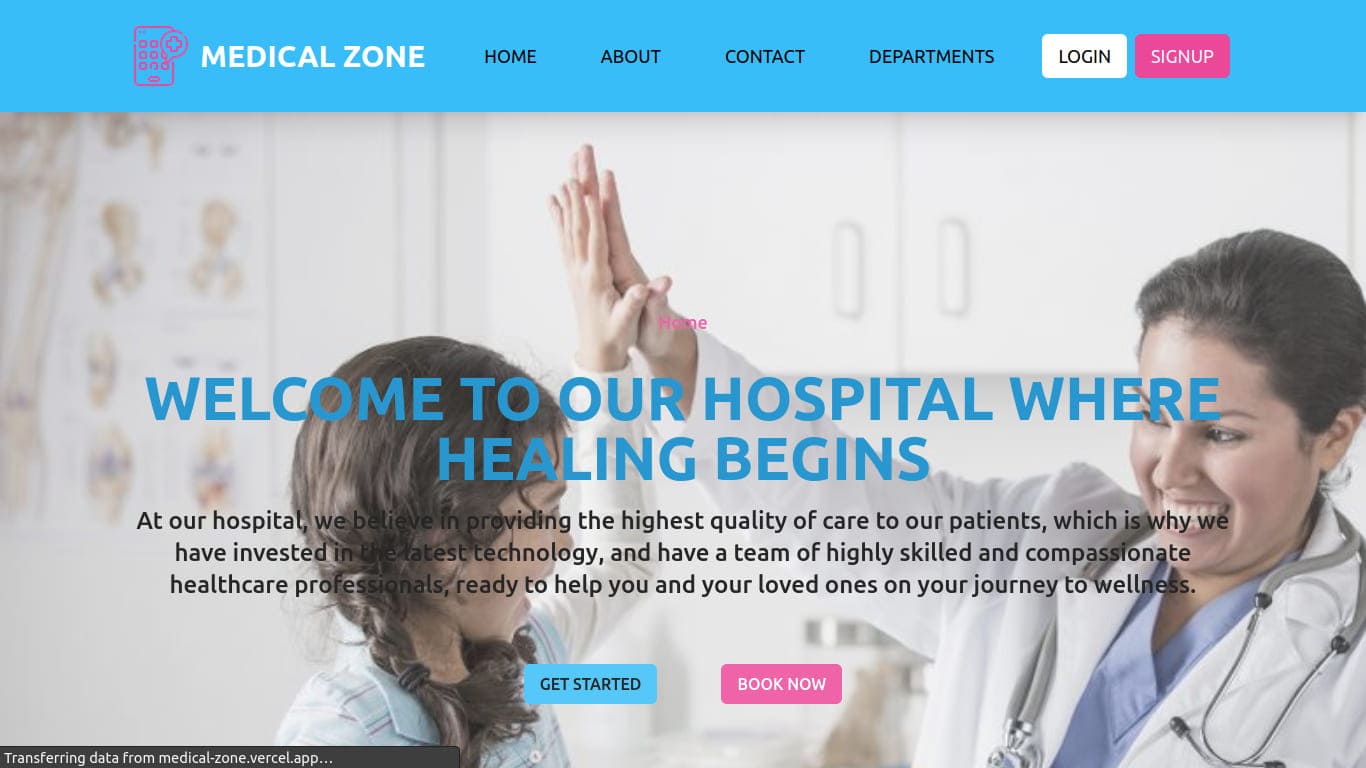 MEDICAL ZONE
HOME
ABOUT
CONTACT
DEPARTMENTS
LOGIN
SIGNUP
Home
WELCOME TO OUR HOSPITAL WHERE
HEALING BEGINS
At our hospital, we believe in providing the highest quality of care to our patients, which is why we
have invested in the latest technology, and have a team of highly skilled and compassionate
healthcare professionals, ready to help you and your loved ones on your journey to wellness.
GET STARTED
BOOK NOW
Transferring data from medical-zone.vercel.app…